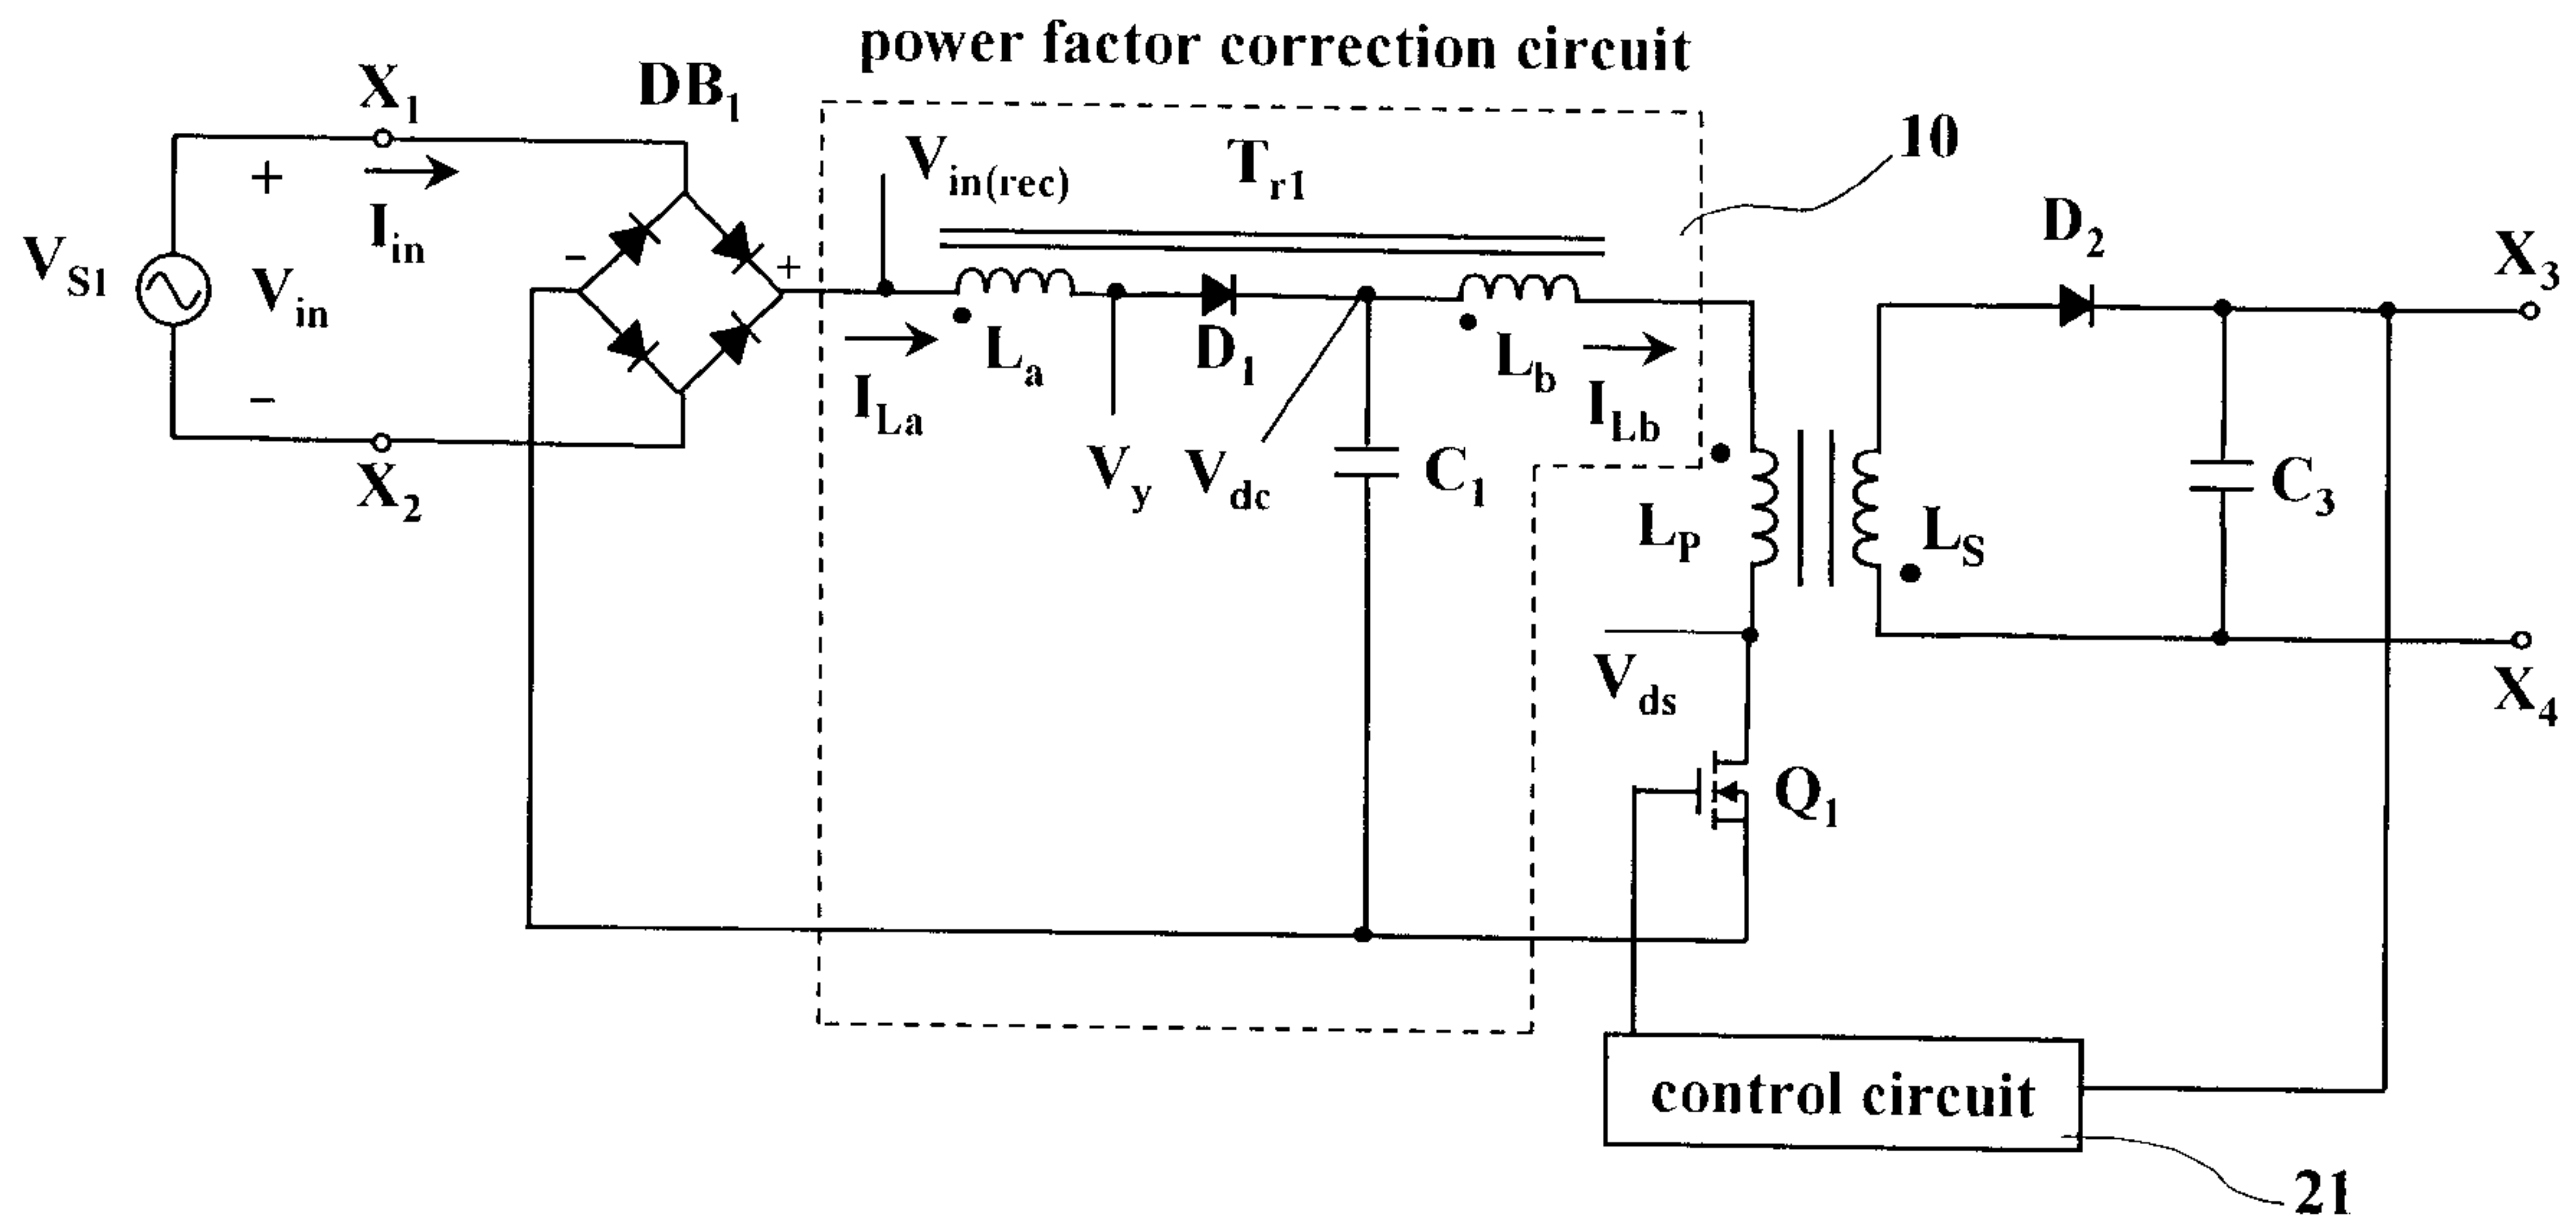 power factor correction circuit
X1
DB1
10
Vin(rec)
Tr1
+
Iin
D2
X3
VS1
Vin
-
+
La
D1
Lb
ILa
ILb
-
X2
Vy
Vdc
C1
LP
LS
C3
Vds
X4
Q1
control circuit
21